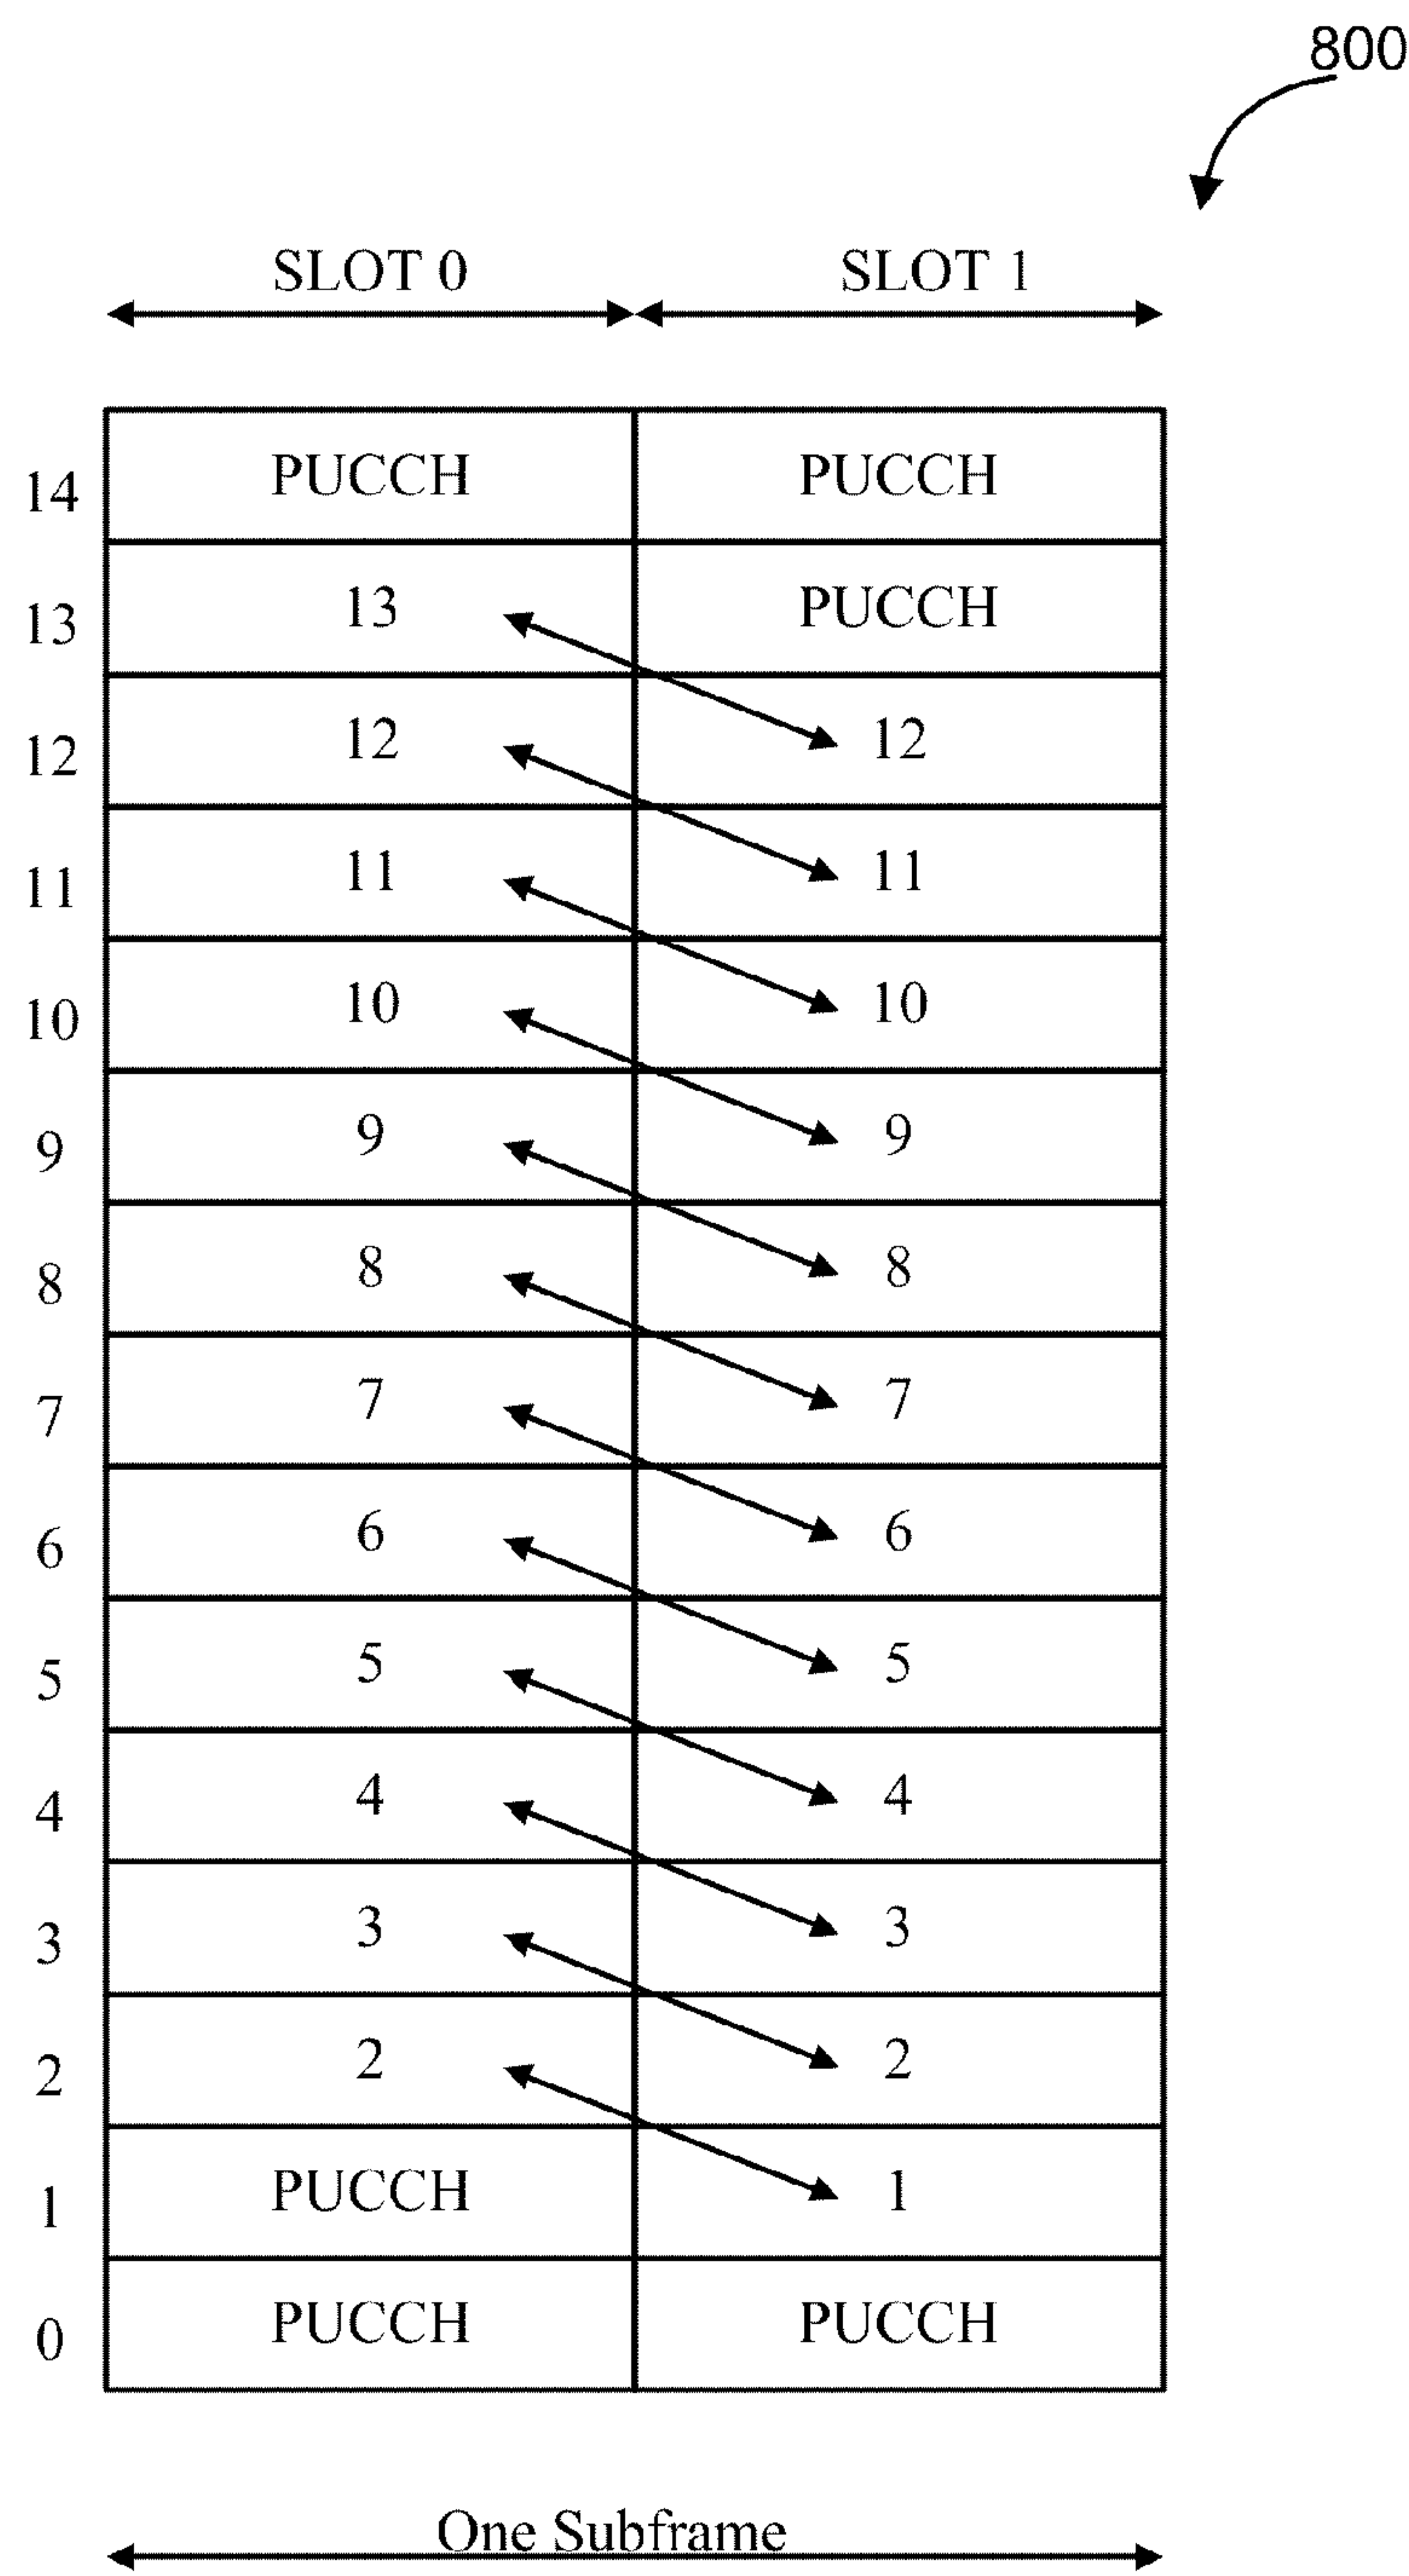 800
SLOT 0 SLOT 1
14 PUCCH PUCCH
13 13 PUCCH
12 12 12
11 11 11
10 10 10
9 9 9
8 8 8
7 7 7
6 6 6
5 5 5
4 4 4
3 3 3
2 2 2
1 PUCCH 1
0 PUCCH PUCCH
One Subframe